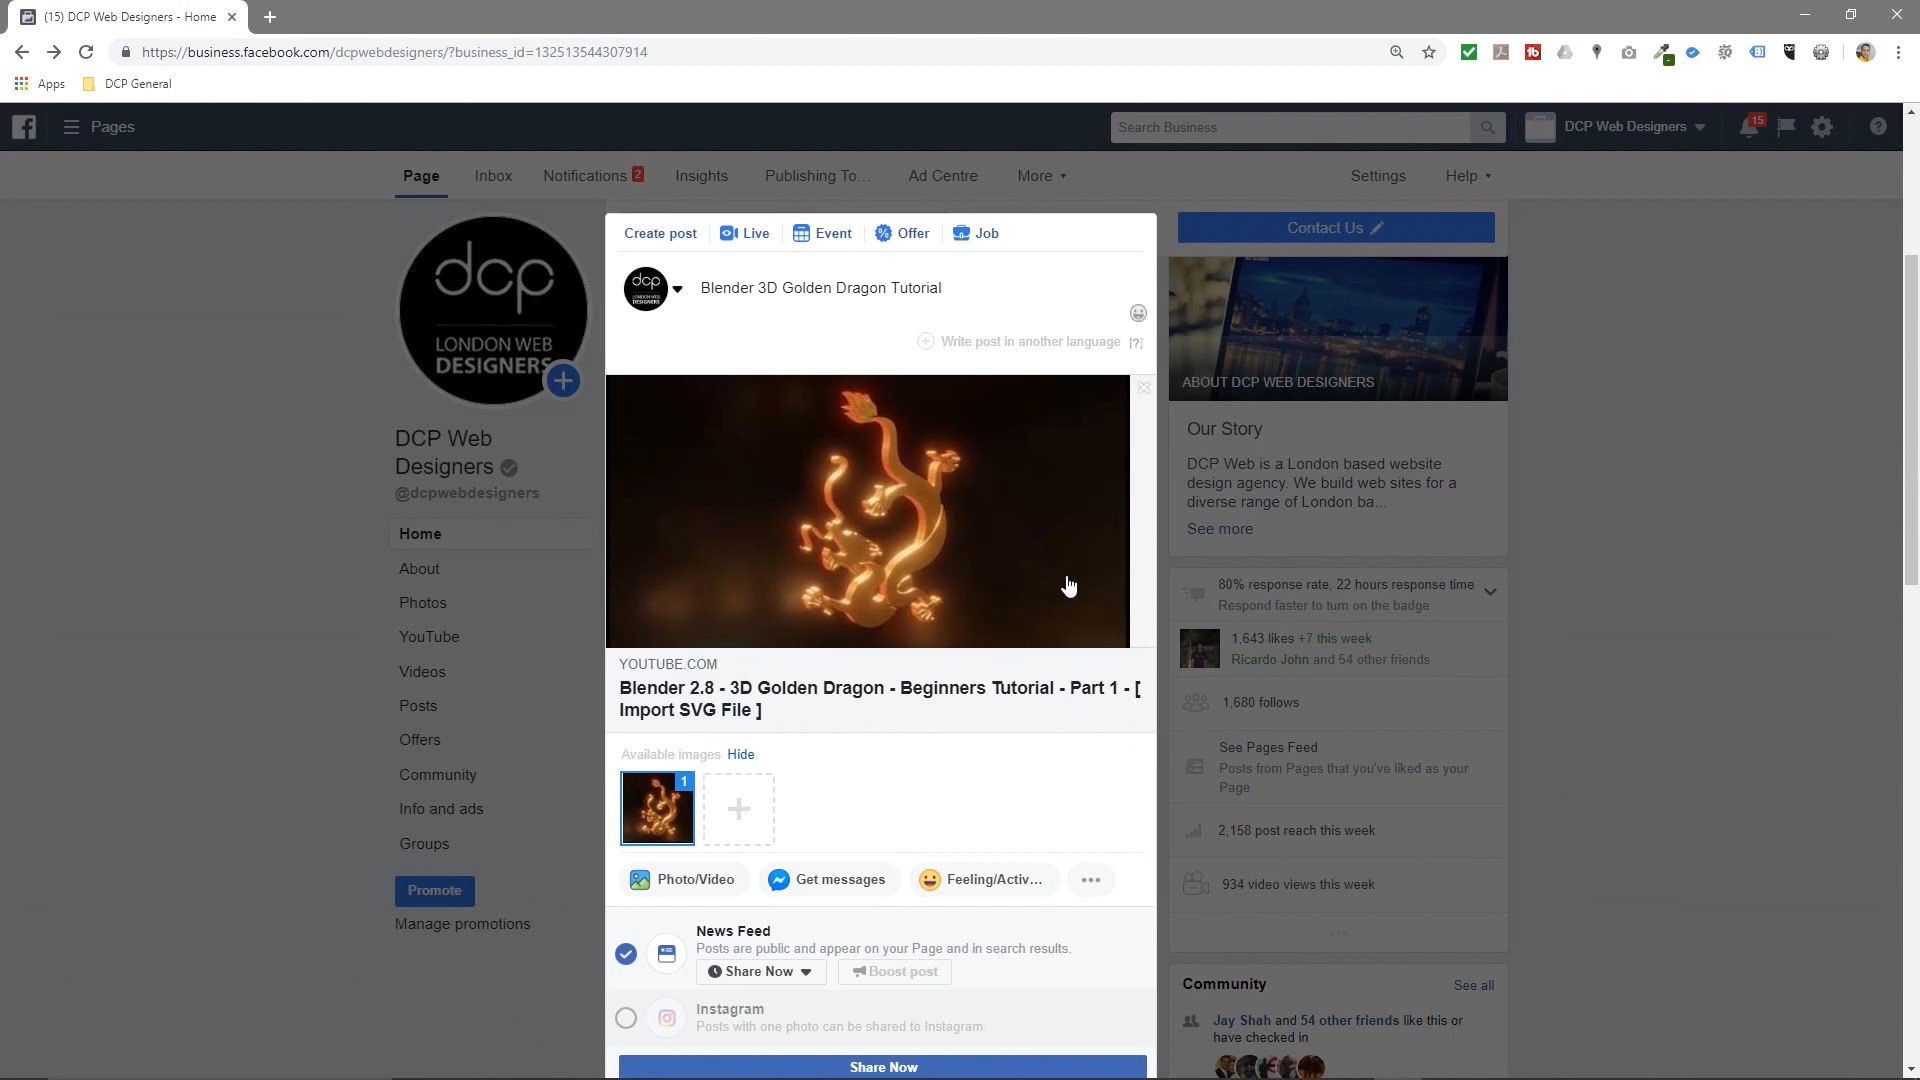 (15) DCP Web Designers - Home
https://business.facebook.com/dcpwebdesigners/?business_id=132513544307914
Apps
DCP General
Pages
Search Business
DCP Web Designers
15
Page
Inbox
Notifications 2
Insights
Publishing To...
Ad Centre
More
Settings
Help
dcp
LONDON WEB
DESIGNERS
DCP Web
Designers
@dcpwebdesigners
Home
About
Photos
YouTube
Videos
Posts
Offers
Community
Info and ads
Groups
Promote
Manage promotions
Create post
Live
Event
Offer
Job
dcp
LONDON WEB
DESIGNERS
Blender 3D Golden Dragon Tutorial
Write post in another language [?]
YOUTUBE.COM
Blender 2.8 - 3D Golden Dragon - Beginners Tutorial - Part 1 - [
Import SVG File ]
Available images Hide
1
Photo/Video
Get messages
Feeling/Activ...
News Feed
Posts are public and appear on your Page and in search results.
Share Now
Boost post
Instagram
Posts with one photo can be shared to Instagram.
Share Now
Contact Us
ABOUT DCP WEB DESIGNERS
Our Story
DCP Web is a London based website
design agency. We build web sites for a
diverse range of London ba...
See more
80% response rate, 22 hours response time
Respond faster to turn on the badge
1,643 likes +7 this week
Ricardo John and 54 other friends
1,680 follows
See Pages Feed
Posts from Pages that you've liked as your
Page
2,158 post reach this week
934 video views this week
Community
See all
Jay Shah and 54 other friends like this or
have checked in